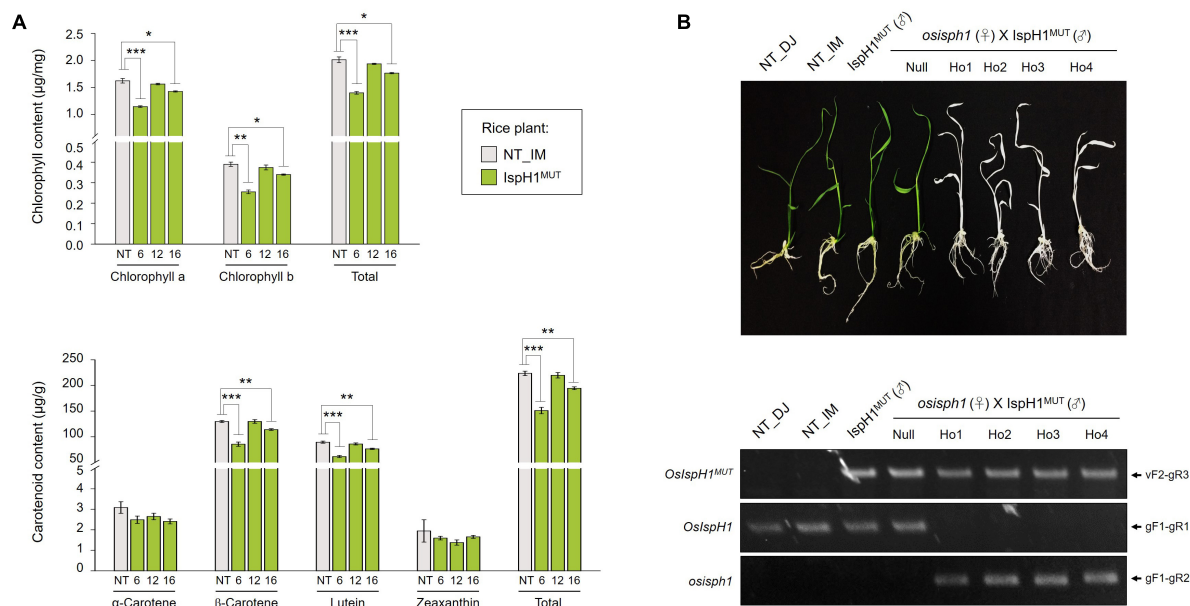 A
Chlorophyll content (µg/mg)
2.5
2.0
1.5
1.0
0.5
0.4
0.3
0.2
0.1
0.0
* *** ** * *** *
NT 6 12 16 NT 6 12 16 NT 6 12 16
Chlorophyll a Chlorophyll b Total
Rice plant:
NT_IM
IspH1MUT
Carotenoid content (µg/g)
250
200
150
100
50
5
4
3
2
1
0
*** ** *** ** *** **
NT 6 12 16 NT 6 12 16 NT 6 12 16 NT 6 12 16 NT 6 12 16
α-Carotene ß-Carotene Lutein Zeaxanthin Total
B
NT_DJ NT_IM IspH1MUT (♂) osisph1 (♀) X IspH1MUT (♂)
Null Ho1 Ho2 Ho3 Ho4
NT_DJ NT_IM IspH1MUT (♂) osisph1 (♀) X IspH1MUT (♂)
Null Ho1 Ho2 Ho3 Ho4
OsIspH1MUT vF2-gR3
OsIspH1 gF1-gR1
osisph1 gF1-gR2